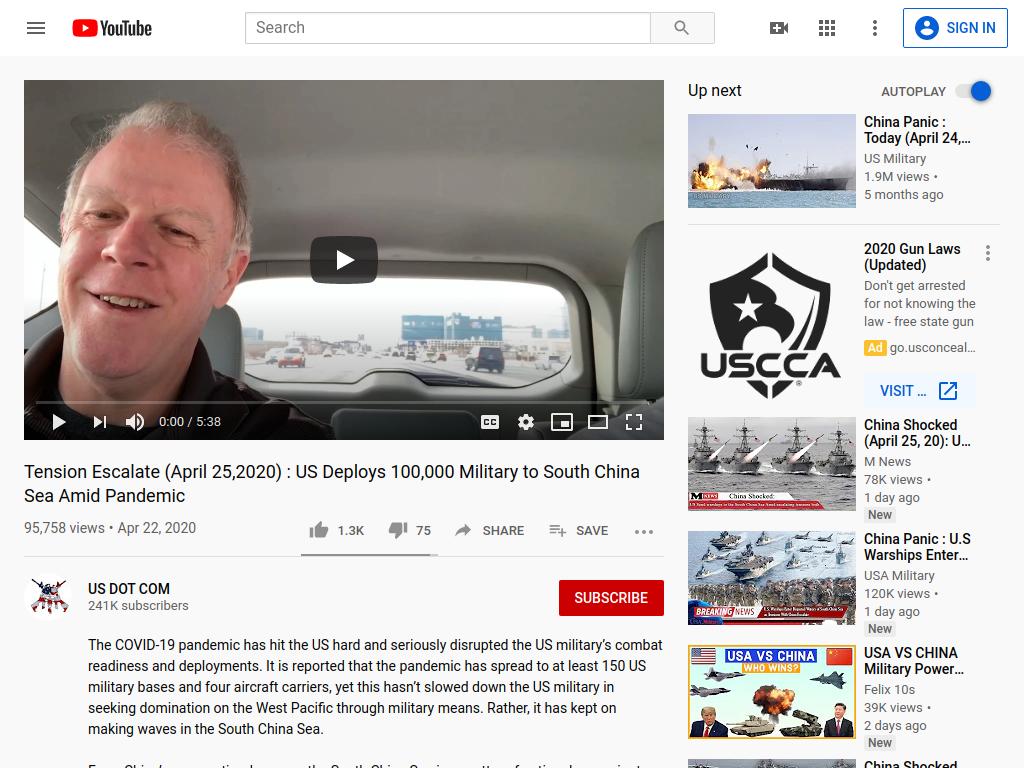 YouTube
Search
SIGN IN
0:00 / 5:38
CC
Tension Escalate (April 25,2020) : US Deploys 100,000 Military to South China
Sea Amid Pandemic
95,758 views • Apr 22, 2020
1.3K
75
SHARE
SAVE
US DOT COM
241K subscribers
SUBSCRIBE
The COVID-19 pandemic has hit the US hard and seriously disrupted the US military's combat
readiness and deployments. It is reported that the pandemic has spread to at least 150 US
military bases and four aircraft carriers, yet this hasn't slowed down the US military in
seeking domination on the West Pacific through military means. Rather, it has kept on
making waves in the South China Sea.
Up next
AUTOPLAY
US MILITARY
China Panic :
Today (April 24,...
US Military
1.9M views •
5 months ago
USCCA
®
2020 Gun Laws
(Updated)
Don't get arrested
for not knowing the
law - free state gun
Ad go.usconceal...
VISIT ...
NEWS
China Shocked:
China Shocked
(April 25, 20): U...
M News
78K views •
1 day ago
New
BREAKING NEWS
China Panic : U.S
Warships Enter...
USA Military
120K views •
1 day ago
New
USA VS CHINA
WHO WINS?
USA VS CHINA
Military Power...
Felix 10s
39K views •
2 days ago
New
China Shocked